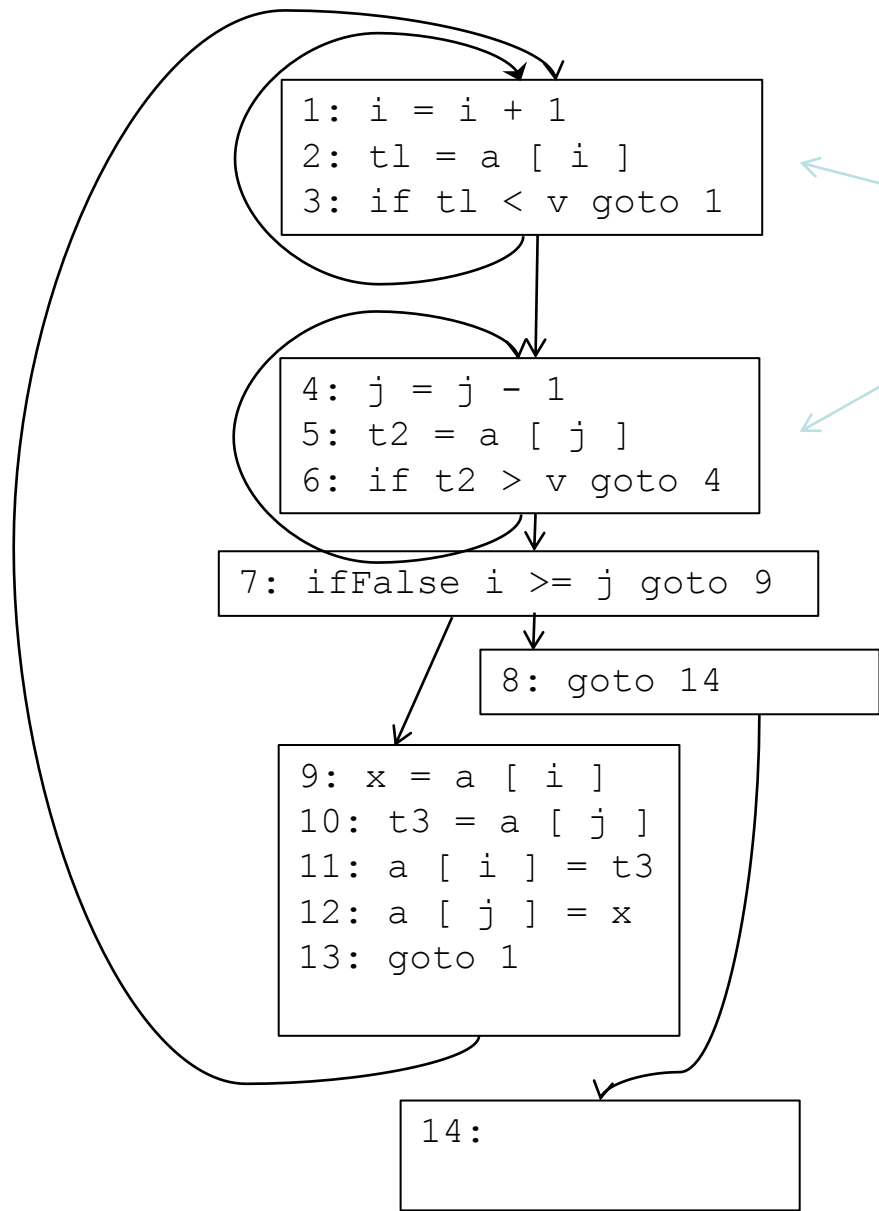 1: i = i + 1
2: tl = a [ i ]
3: if tl < v goto 1
4: j = j - 1
5: t2 = a [ j ]
6: if t2 > v goto 4
7: ifFalse i >= j goto 9
8: goto 14
9: x = a [ i ]
10: t3 = a [ j ]
11: a [ i ] = t3
12: a [ j ] = x
13: goto 1
14: